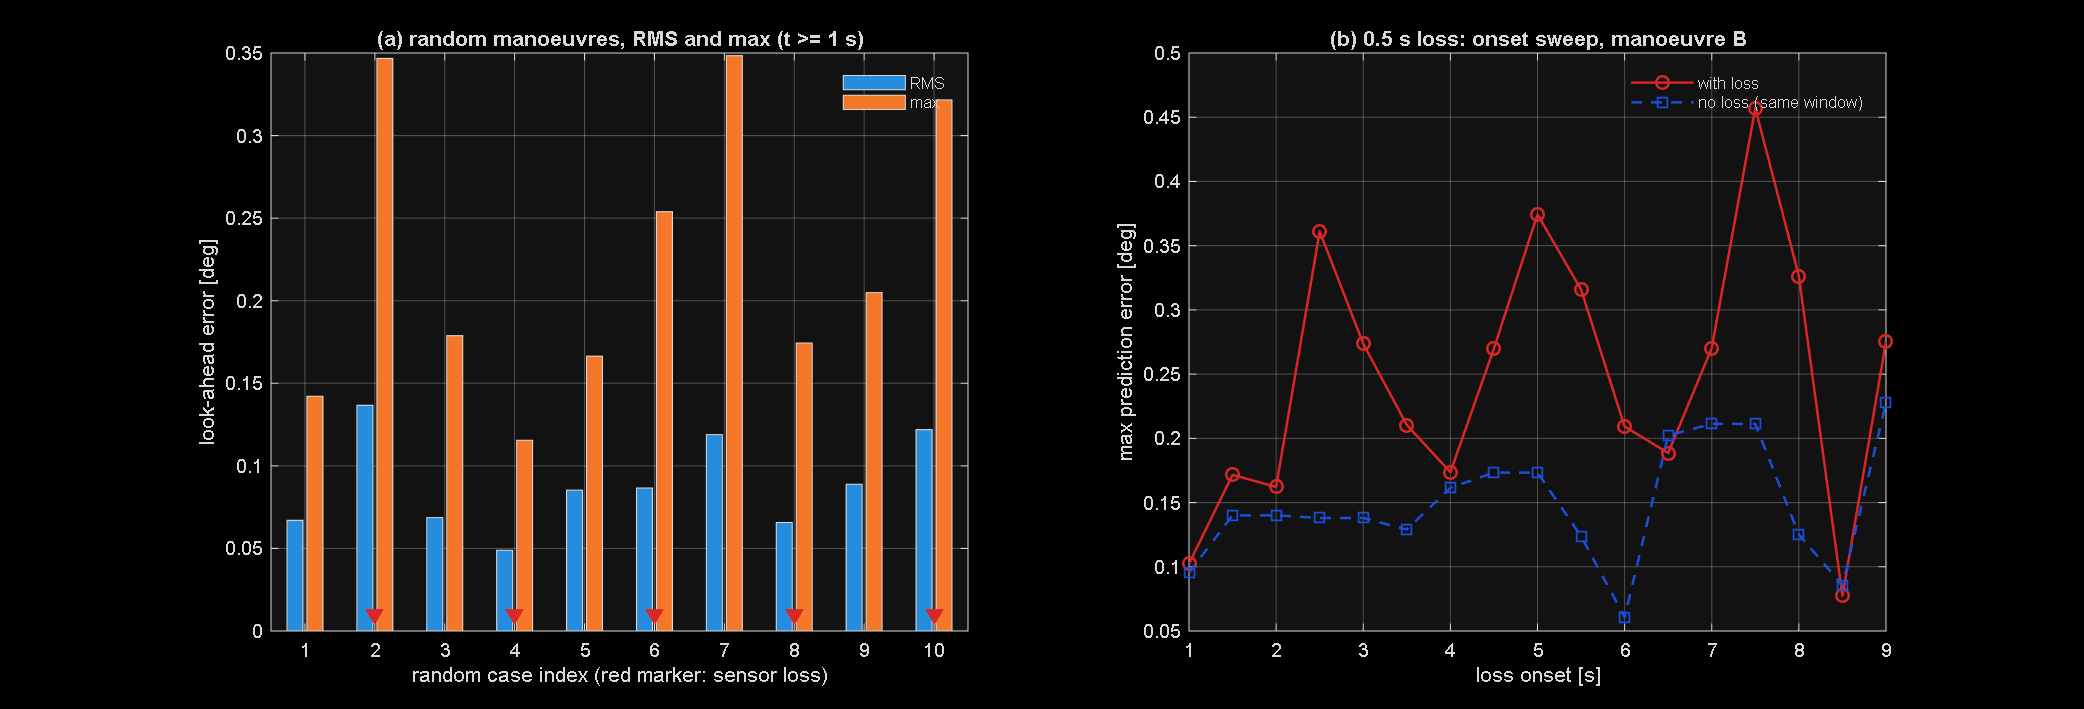 (a) random manoeuvres, RMS and max (t >= 1 s)
look-ahead error [deg]
0.35
0.3
0.25
0.2
0.15
0.1
0.05
0
RMS
max
1 2 3 4 5 6 7 8 9 10
random case index (red marker: sensor loss)
(b) 0.5 s loss: onset sweep, manoeuvre B
max prediction error [deg]
0.5
0.45
0.4
0.35
0.3
0.25
0.2
0.15
0.1
0.05
with loss
no loss (same window)
1 2 3 4 5 6 7 8 9
loss onset [s]